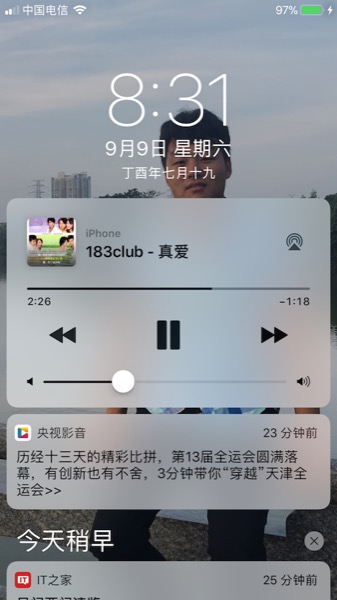 中国电信
97%
8:31
9月9日 星期六
丁酉年七月十九
iPhone
183club - 真爱
2:26
-1:18
央视影音
23 分钟前
历经十三天的精彩比拼，第13届全运会圆满落
幕，有创新也有不舍，3分钟带你“穿越”天津全
运会>>
今天稍早
IT之家
25 分钟前